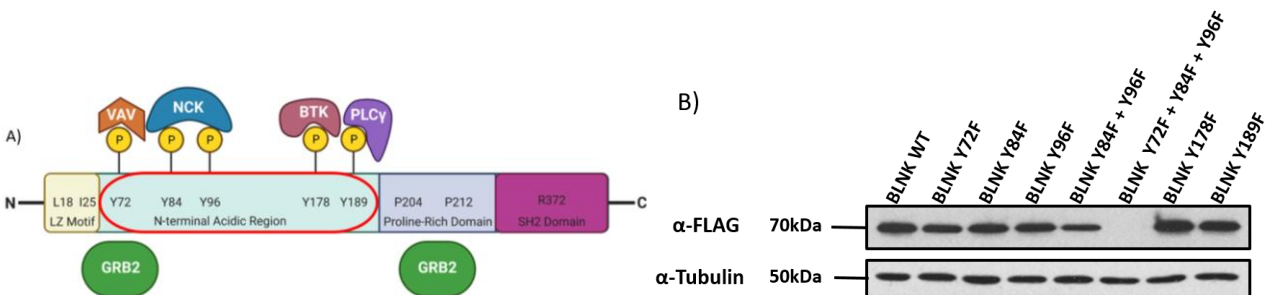 A)
VAV NCK BTK PLCγ
P P P P P
N L18 I25 Y72 Y84 Y96 Y178 Y189 P204 P212 R372 C
LZ Motif N-terminal Acidic Region Proline-Rich Domain SH2 Domain
GRB2 GRB2
B)
BLNK WT
BLNK Y72F
BLNK Y84F
BLNK Y96F
BLNK Y84F + Y96F
BLNK Y72F + Y84F + Y96F
BLNK Y178F
BLNK Y189F
α-FLAG 70kDa
α-Tubulin 50kDa